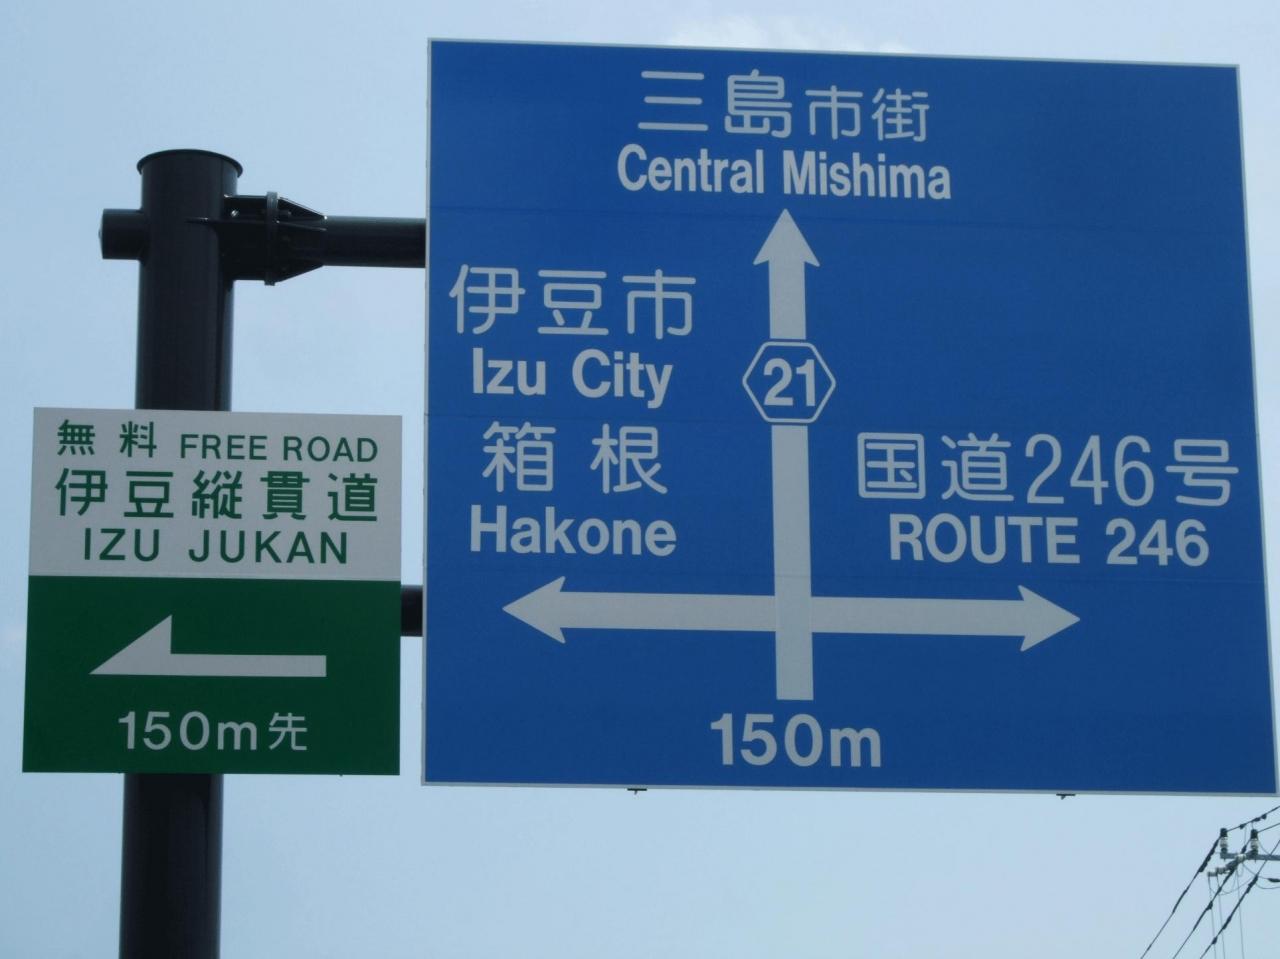 無料 FREE ROAD
伊豆縦貫道
IZU JUKAN
150m先
三島市街
Central Mishima
伊豆市
Izu City
箱根
Hakone
21
国道246号
ROUTE 246
150m